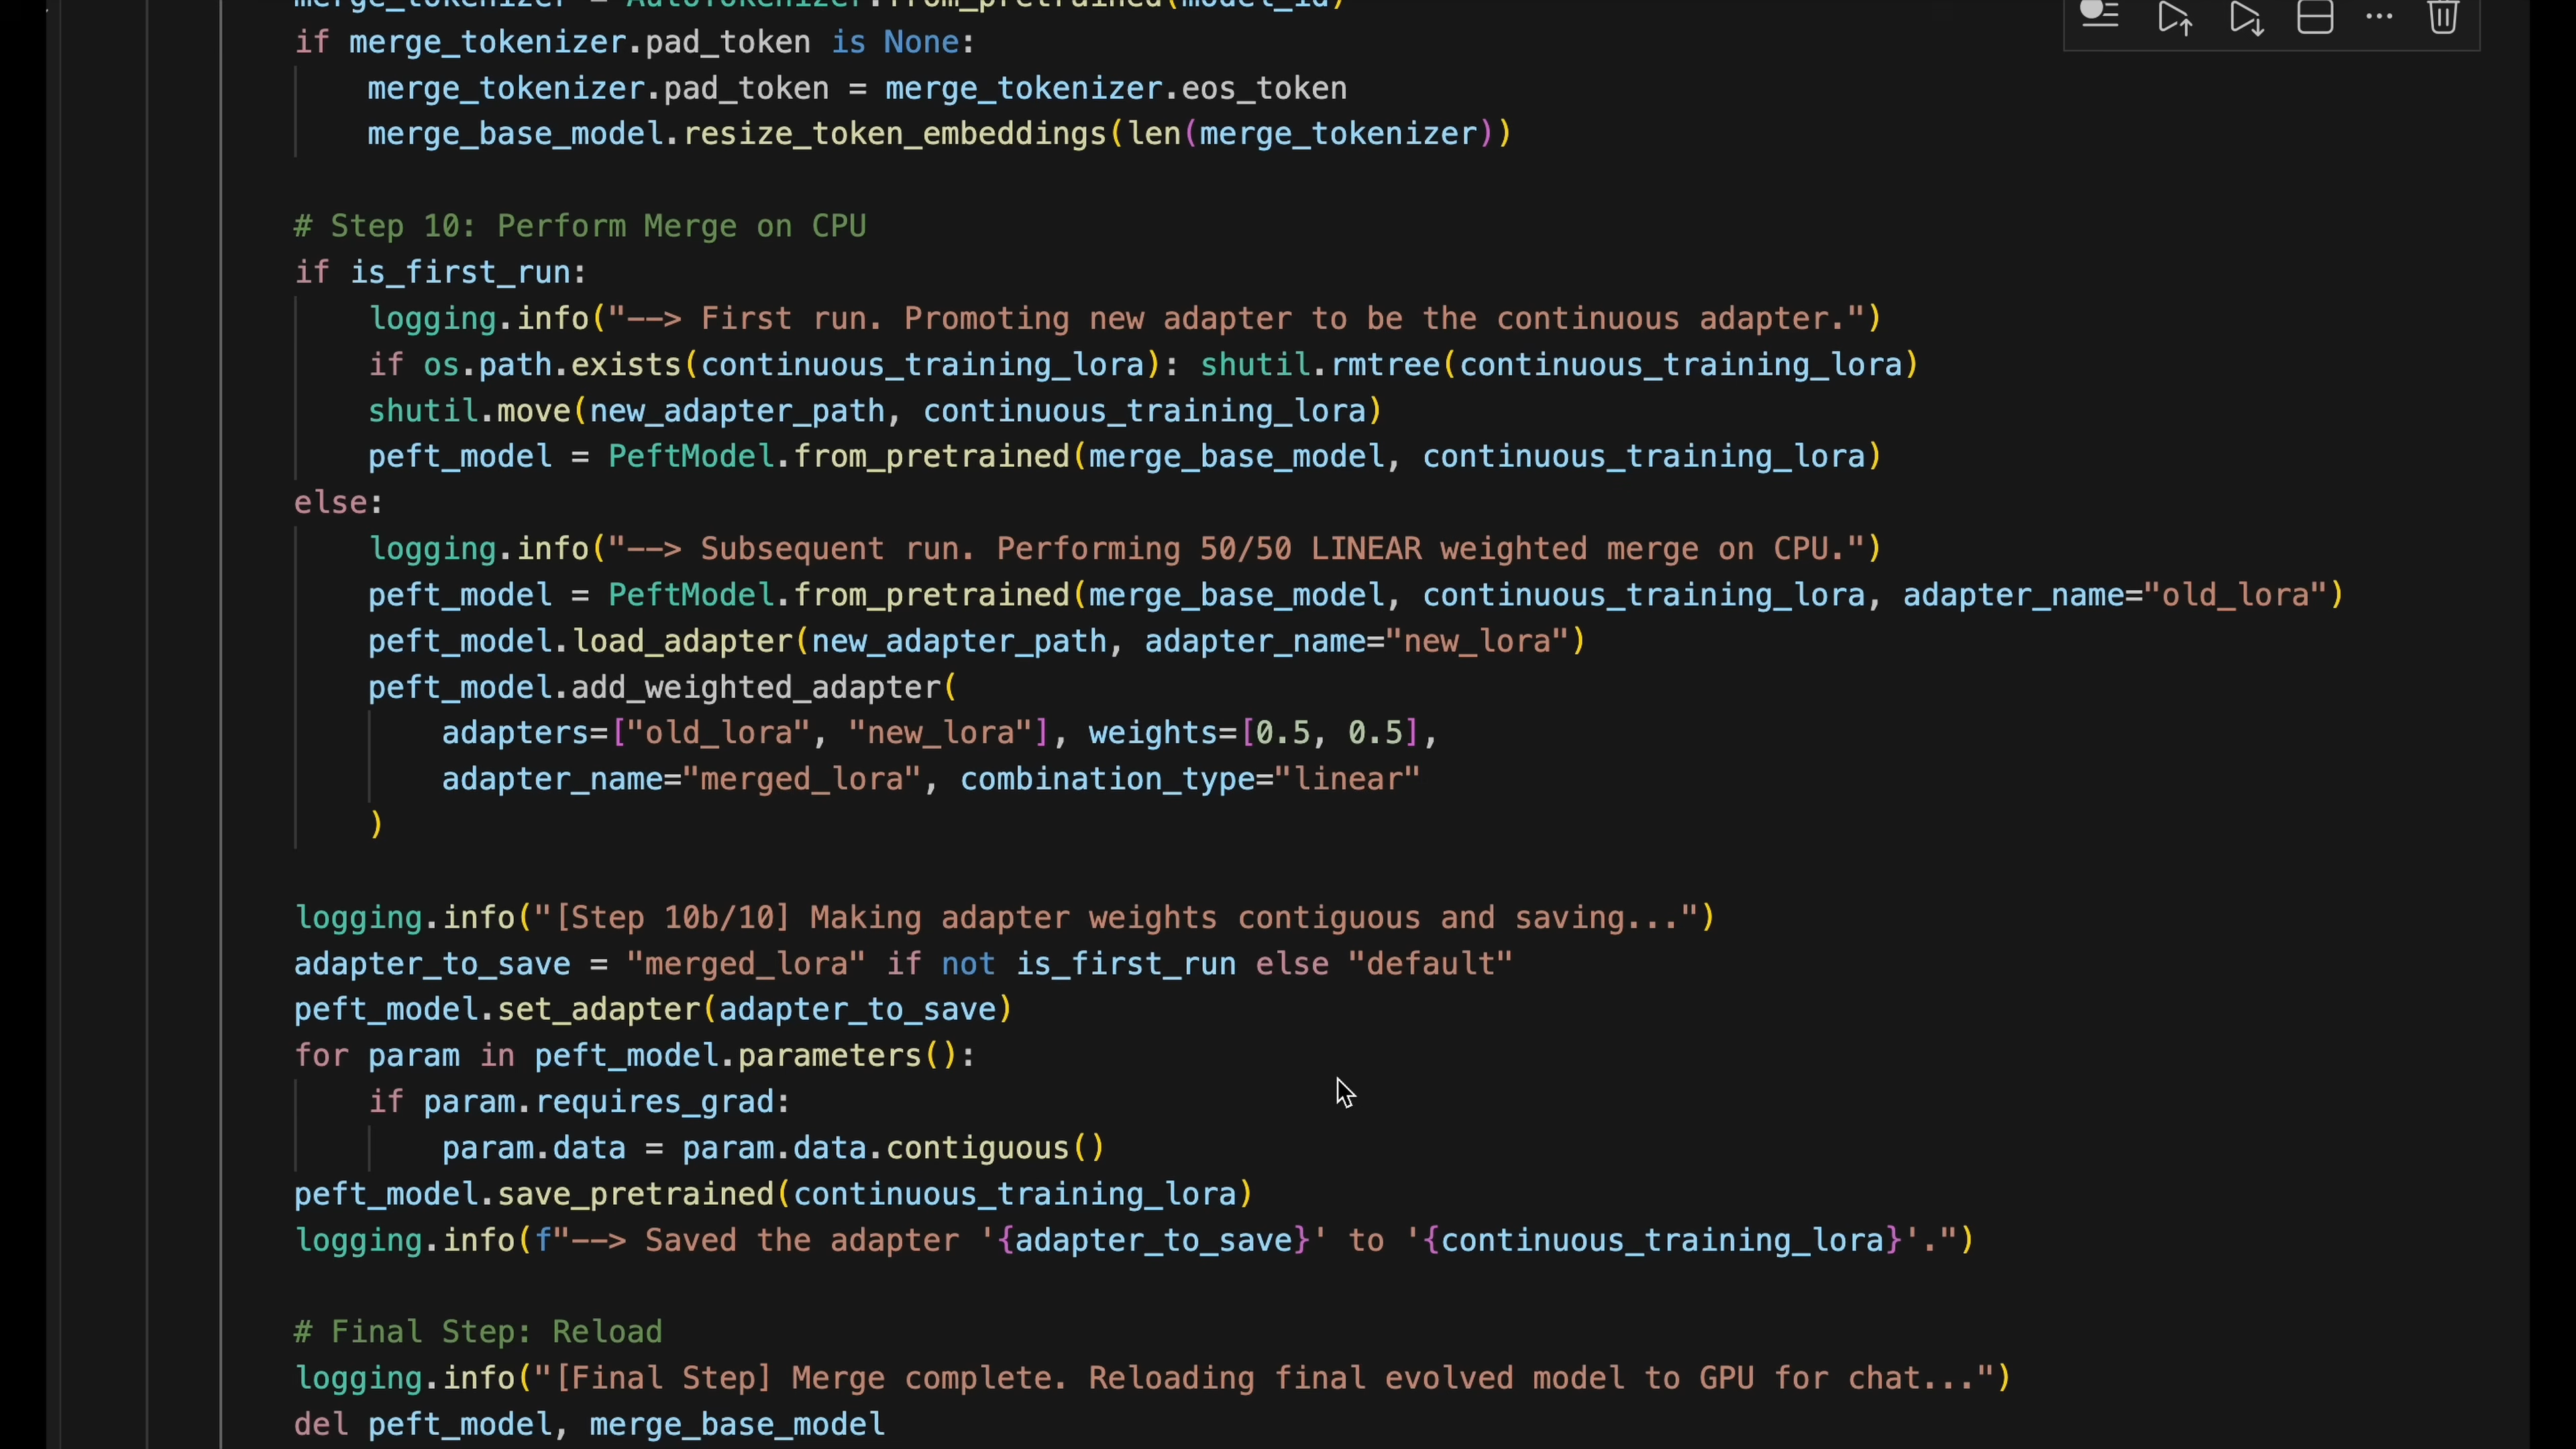 merge_tokenizer = AutoTokenizer.from_pretrained(model_id)
if merge_tokenizer.pad_token is None:
    merge_tokenizer.pad_token = merge_tokenizer.eos_token
    merge_base_model.resize_token_embeddings(len(merge_tokenizer))

# Step 10: Perform Merge on CPU
if is_first_run:
    logging.info("--> First run. Promoting new adapter to be the continuous adapter.")
    if os.path.exists(continuous_training_lora): shutil.rmtree(continuous_training_lora)
    shutil.move(new_adapter_path, continuous_training_lora)
    peft_model = PeftModel.from_pretrained(merge_base_model, continuous_training_lora)
else:
    logging.info("--> Subsequent run. Performing 50/50 LINEAR weighted merge on CPU.")
    peft_model = PeftModel.from_pretrained(merge_base_model, continuous_training_lora, adapter_name="old_lora")
    peft_model.load_adapter(new_adapter_path, adapter_name="new_lora")
    peft_model.add_weighted_adapter(
        adapters=["old_lora", "new_lora"], weights=[0.5, 0.5],
        adapter_name="merged_lora", combination_type="linear"
    )

logging.info("[Step 10b/10] Making adapter weights contiguous and saving...")
adapter_to_save = "merged_lora" if not is_first_run else "default"
peft_model.set_adapter(adapter_to_save)
for param in peft_model.parameters():
    if param.requires_grad:
        param.data = param.data.contiguous()
peft_model.save_pretrained(continuous_training_lora)
logging.info(f"--> Saved the adapter '{adapter_to_save}' to '{continuous_training_lora}'.")

# Final Step: Reload
logging.info("[Final Step] Merge complete. Reloading final evolved model to GPU for chat...")
del peft_model, merge_base_model